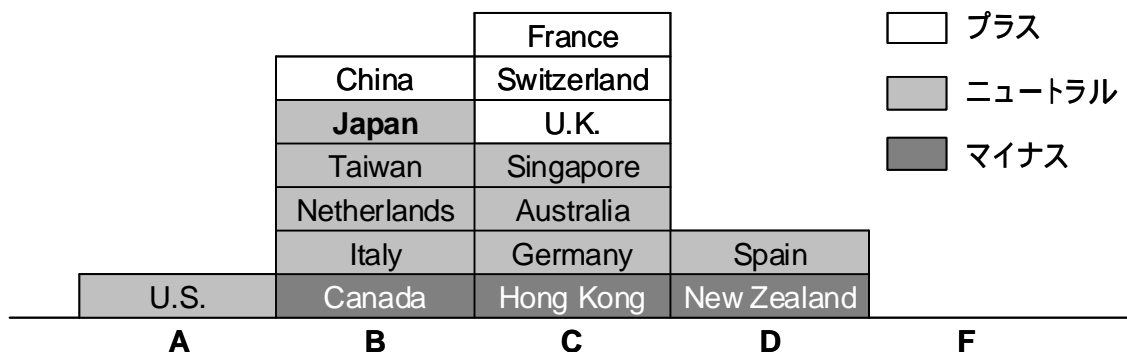 France
China
Switzerland
Japan
U.K.
Taiwan
Singapore
Netherlands
Australia
Italy
Germany
Spain
U.S.
Canada
Hong Kong
New Zealand
A
B
C
D
F
プラス
ニュートラル
マイナス